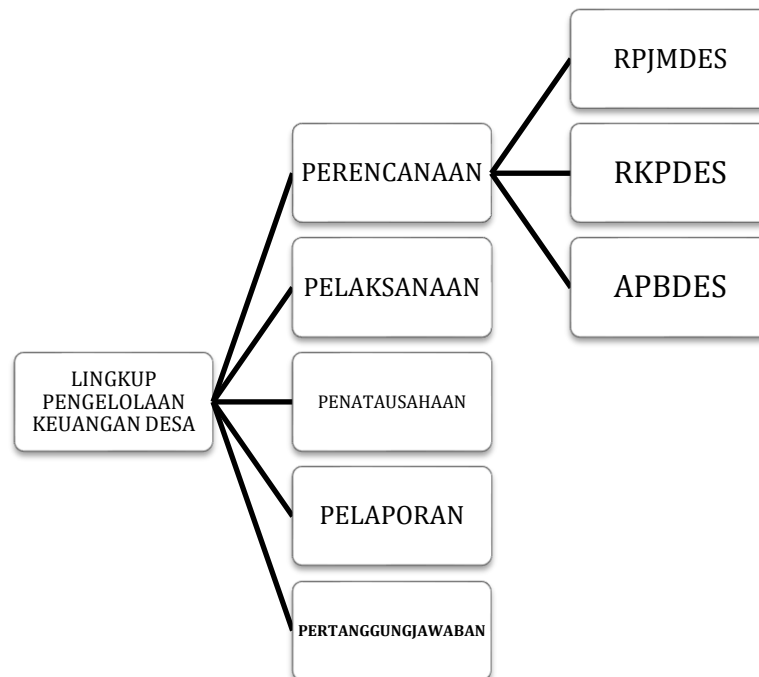 LINGKUP
PENGELOLAAN
KEUANGAN DESA
PERENCANAAN
RPJMDES
RKPDES
APBDES
PELAKSANAAN
PENATAUSAHAAN
PELAPORAN
PERTANGGUNGJAWABAN